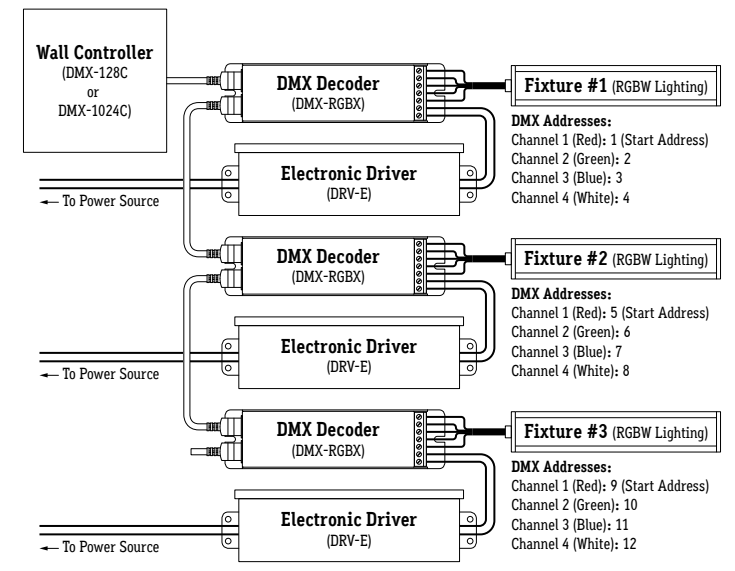 Wall Controller
(DMX-128C
or
DMX-1024C)
DMX Decoder
(DMX-RGBX)
Fixture #1 (RGBW Lighting)
DMX Addresses:
Channel 1 (Red): 1 (Start Address)
Channel 2 (Green): 2
Channel 3 (Blue): 3
Channel 4 (White): 4
Electronic Driver
(DRV-E)
To Power Source
DMX Decoder
(DMX-RGBX)
Fixture #2 (RGBW Lighting)
DMX Addresses:
Channel 1 (Red): 5 (Start Address)
Channel 2 (Green): 6
Channel 3 (Blue): 7
Channel 4 (White): 8
Electronic Driver
(DRV-E)
To Power Source
DMX Decoder
(DMX-RGBX)
Fixture #3 (RGBW Lighting)
DMX Addresses:
Channel 1 (Red): 9 (Start Address)
Channel 2 (Green): 10
Channel 3 (Blue): 11
Channel 4 (White): 12
Electronic Driver
(DRV-E)
To Power Source